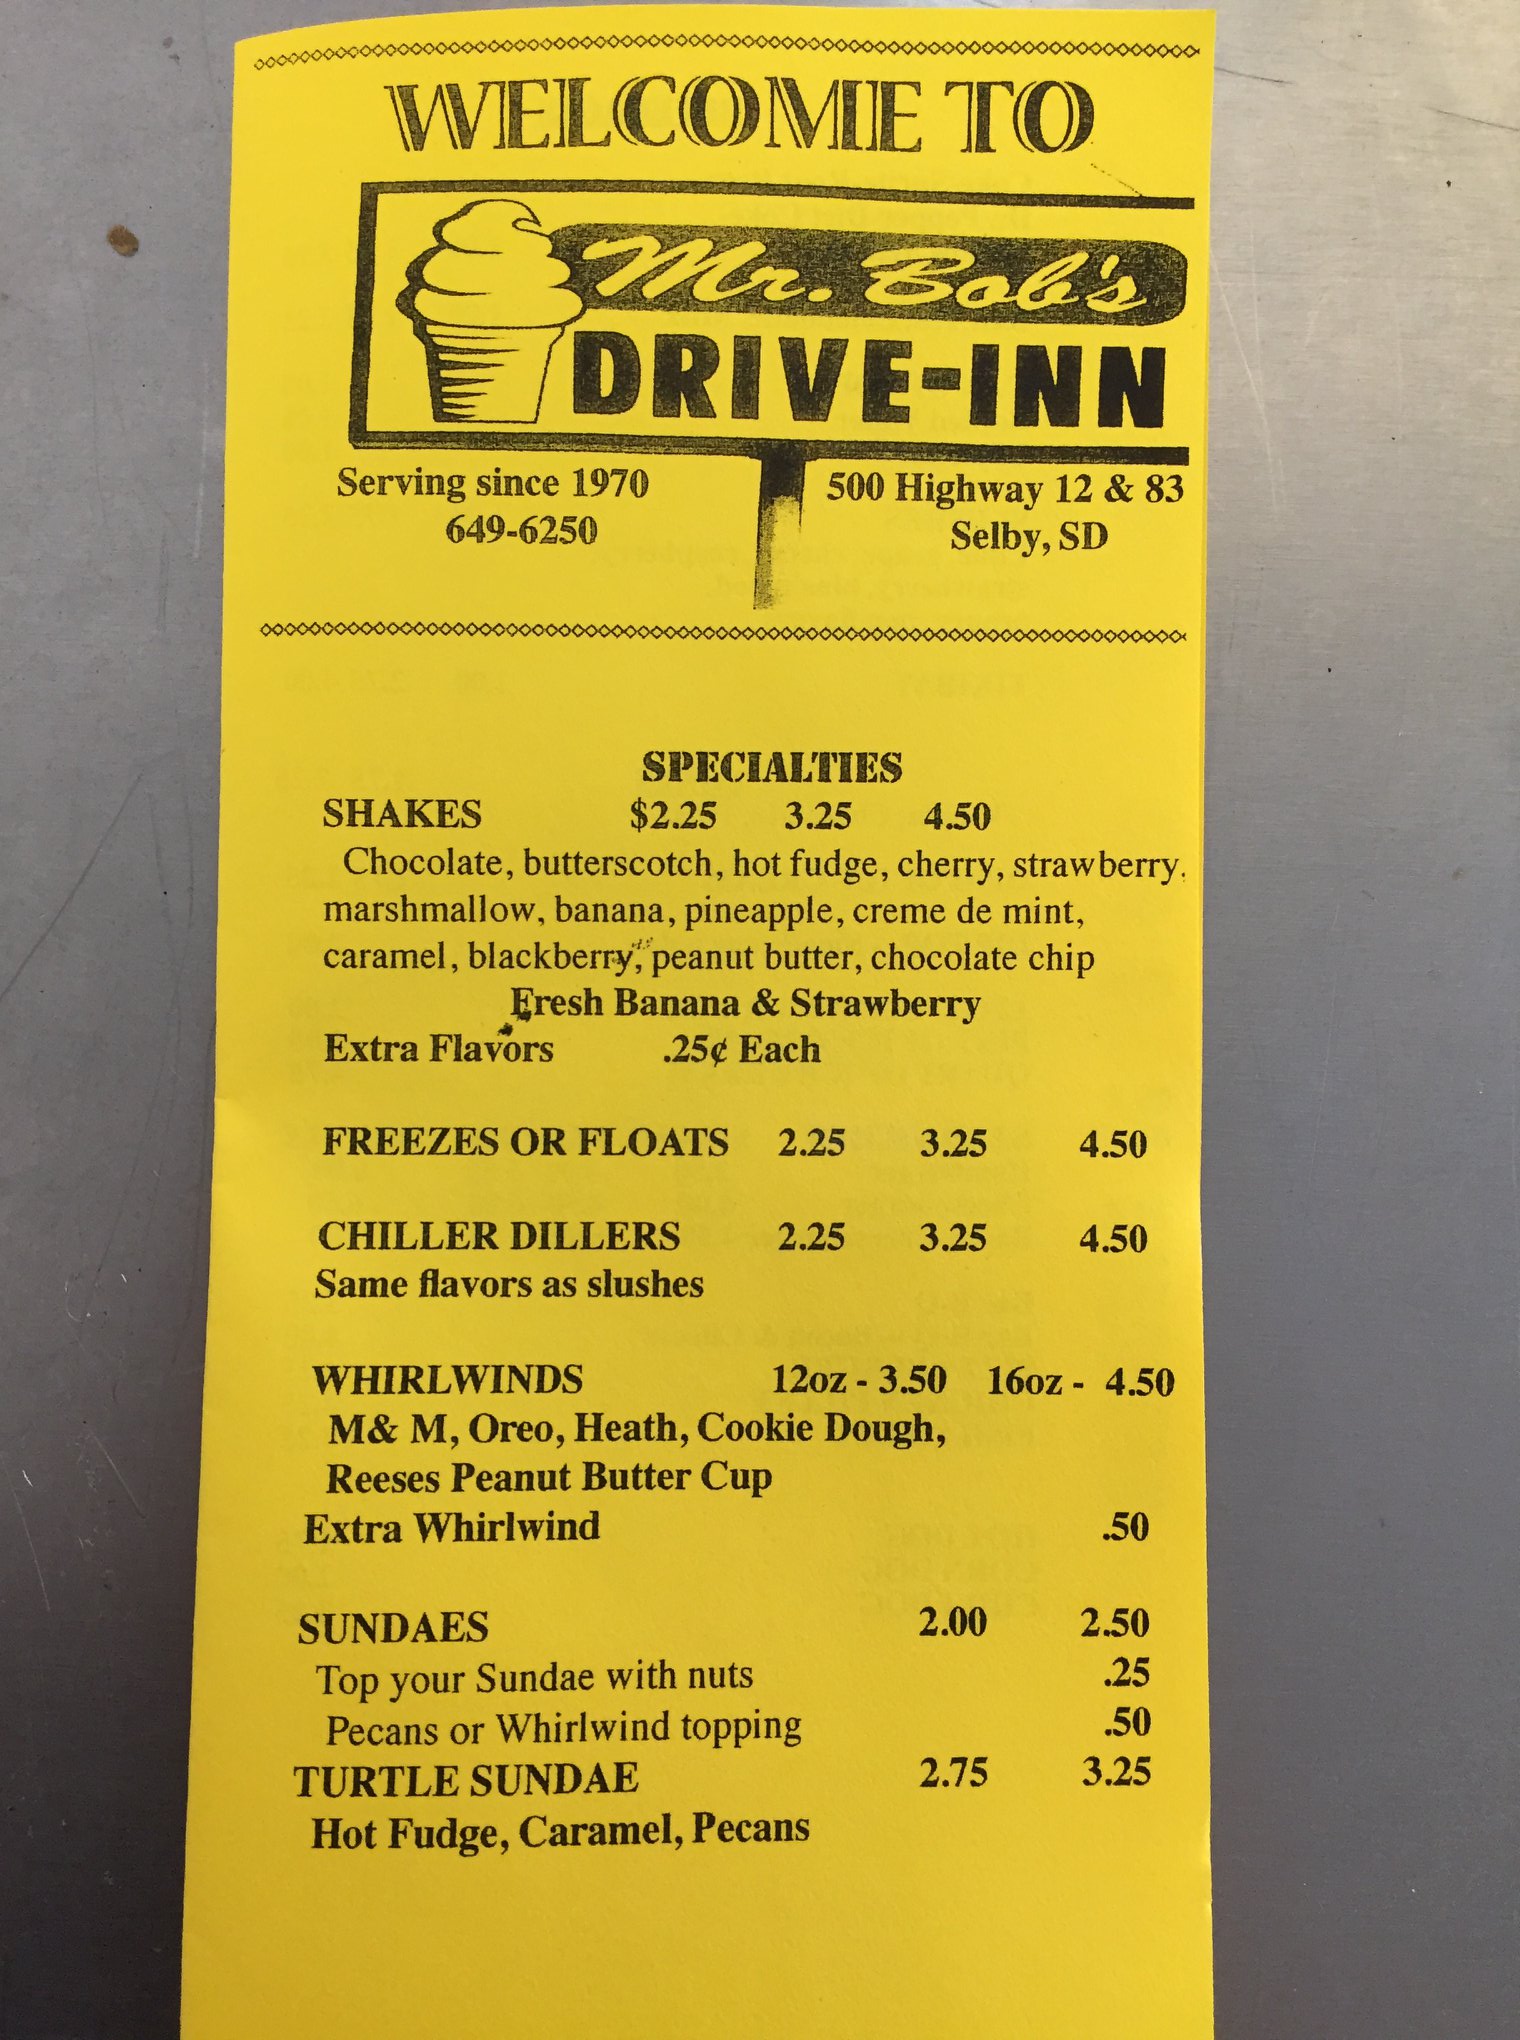 WELCOME TO
Mr. Bob's
DRIVE-INN
Serving since 1970
649-6250
500 Highway 12 & 83
Selby, SD
SPECIALTIES
SHAKES $2.25 3.25 4.50
Chocolate, butterscotch, hot fudge, cherry, strawberry,
marshmallow, banana, pineapple, creme de mint,
caramel, blackberry, peanut butter, chocolate chip
Fresh Banana & Strawberry
Extra Flavors .25¢ Each
FREEZES OR FLOATS 2.25 3.25 4.50
CHILLER DILLERS 2.25 3.25 4.50
Same flavors as slushes
WHIRLWINDS 12oz - 3.50 16oz - 4.50
M& M, Oreo, Heath, Cookie Dough,
Reeses Peanut Butter Cup
Extra Whirlwind .50
SUNDAES 2.00 2.50
Top your Sundae with nuts .25
Pecans or Whirlwind topping .50
TURTLE SUNDAE 2.75 3.25
Hot Fudge, Caramel, Pecans